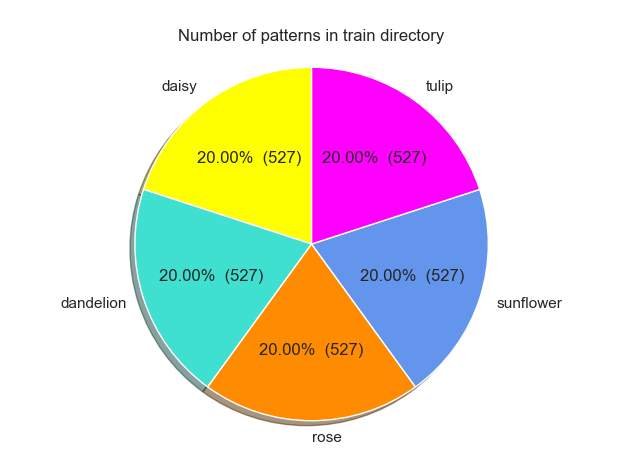 Number of patterns in train directory
daisy
tulip
20.00%  (527)
20.00%  (527)
20.00%  (527)
20.00%  (527)
dandelion
sunflower
20.00%  (527)
rose